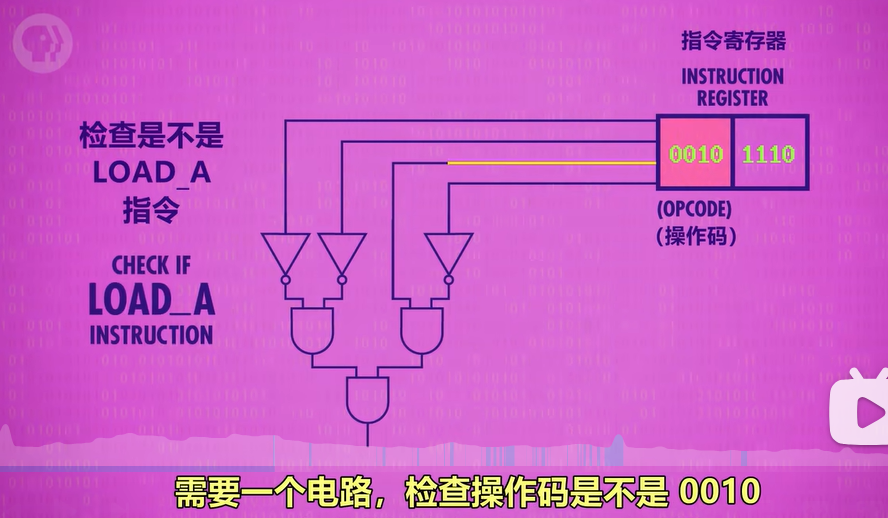 指令寄存器
INSTRUCTION
REGISTER
检查是不是
LOAD_A
指令
0010 1110
(OPCODE)
(操作码)
CHECK IF
LOAD_A
INSTRUCTION
需要一个电路，检查操作码是不是 0010